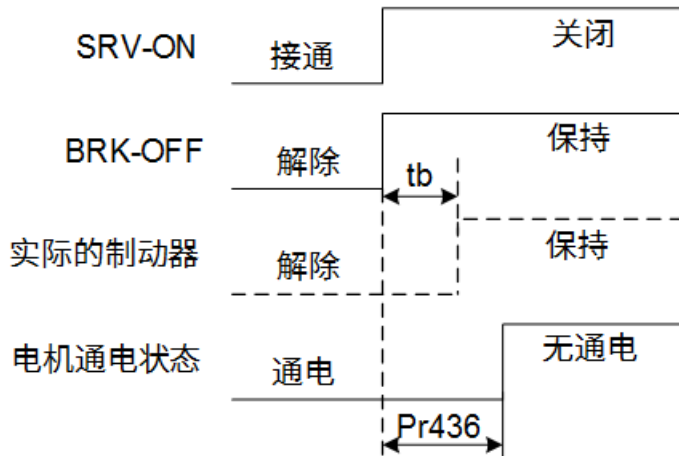 SRV-ON 接通 关闭
BRK-OFF 解除 保持
tb
实际的制动器 解除 保持
电机通电状态 通电 无通电
Pr436